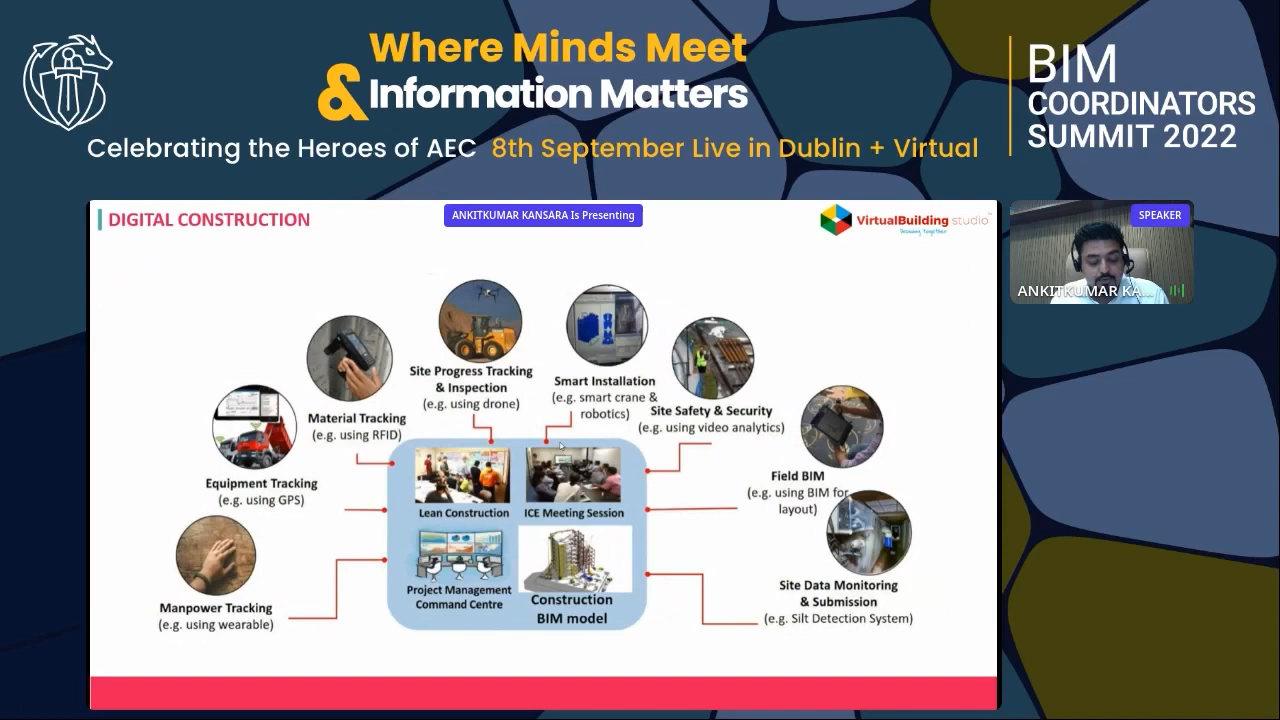 Where Minds Meet
& Information Matters
Celebrating the Heroes of AEC 8th September Live in Dublin + Virtual
BIM
COORDINATORS
SUMMIT 2022
DIGITAL CONSTRUCTION
ANKITKUMAR KANSARA Is Presenting
VirtualBuilding studio
SPEAKER
ANKITKUMAR KA...
Site Progress Tracking
& Inspection
(e.g. using drone)
Smart Installation
(e.g. smart crane &
robotics)
Material Tracking
(e.g. using RFID)
Site Safety & Security
(e.g. using video analytics)
Equipment Tracking
(e.g. using GPS)
Field BIM
(e.g. using BIM for
layout)
Lean Construction
ICE Meeting Session
Project Management
Command Centre
Construction
BIM model
Manpower Tracking
(e.g. using wearable)
Site Data Monitoring
& Submission
(e.g. Silt Detection System)